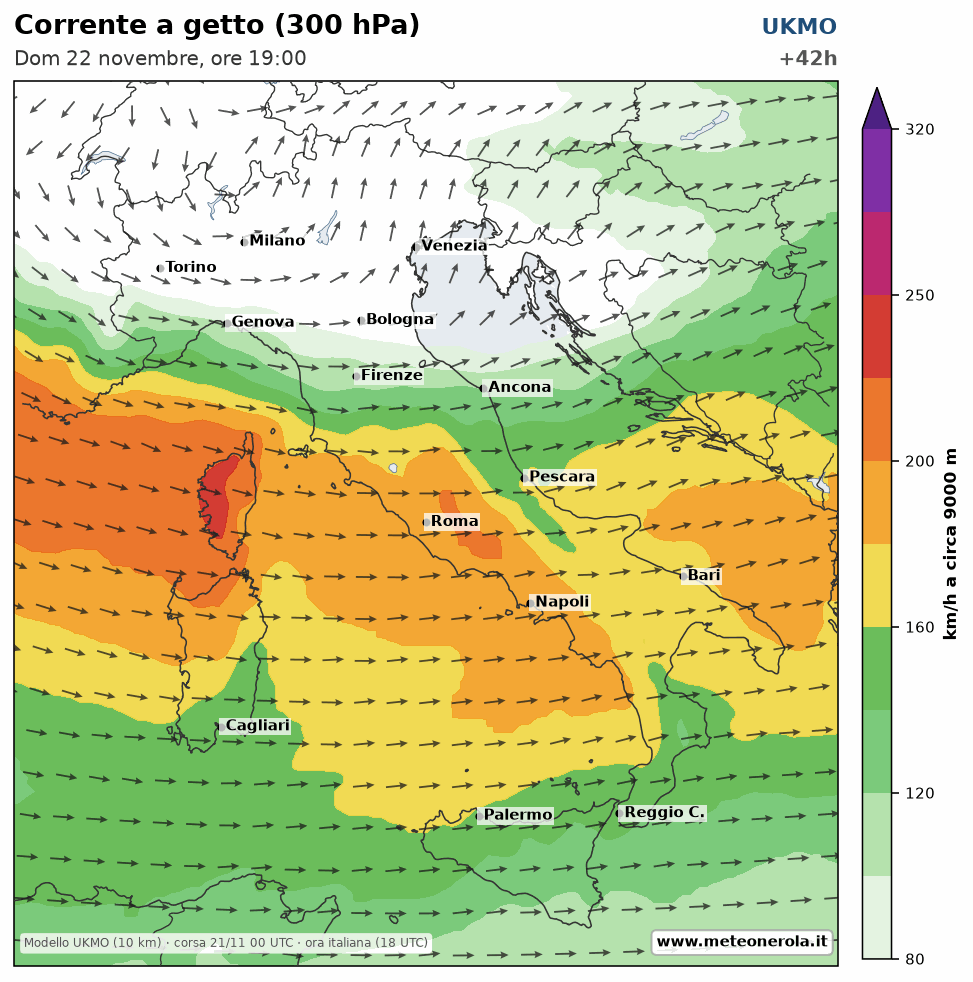 Corrente a getto (300 hPa)
UKMO
Dom 22 novembre, ore 19:00
+42h
Milano
Venezia
Torino
Genova
Bologna
Firenze
Ancona
Pescara
Roma
Bari
Napoli
Cagliari
Palermo
Reggio C.
Modello UKMO (10 km) · corsa 21/11 00 UTC · ora italiana (18 UTC)
www.meteonerola.it
320
250
200
160
120
80
km/h a circa 9000 m